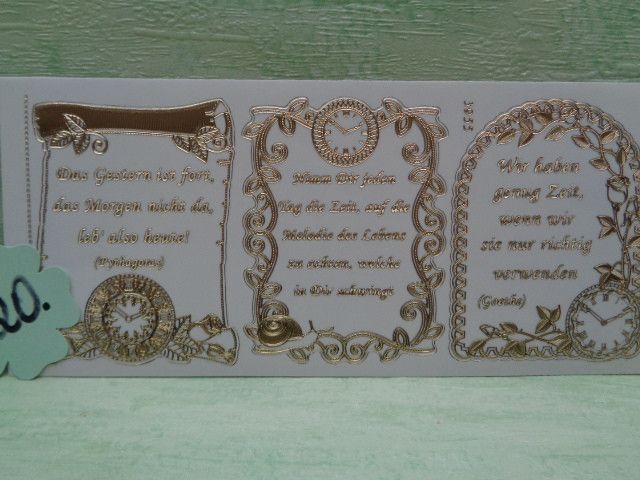 Das Gestern ist fort,
das Morgen nicht da,
leb' also heute!
(Pythagoras)
Nimm Dir jeden
Tag die Zeit, auf die
Melodie des Lebens
zu achten, welche
in Dir schwingt
1055
Wir haben
genug Zeit,
wenn wir
sie nur richtig
verwenden
(Goethe)
20.